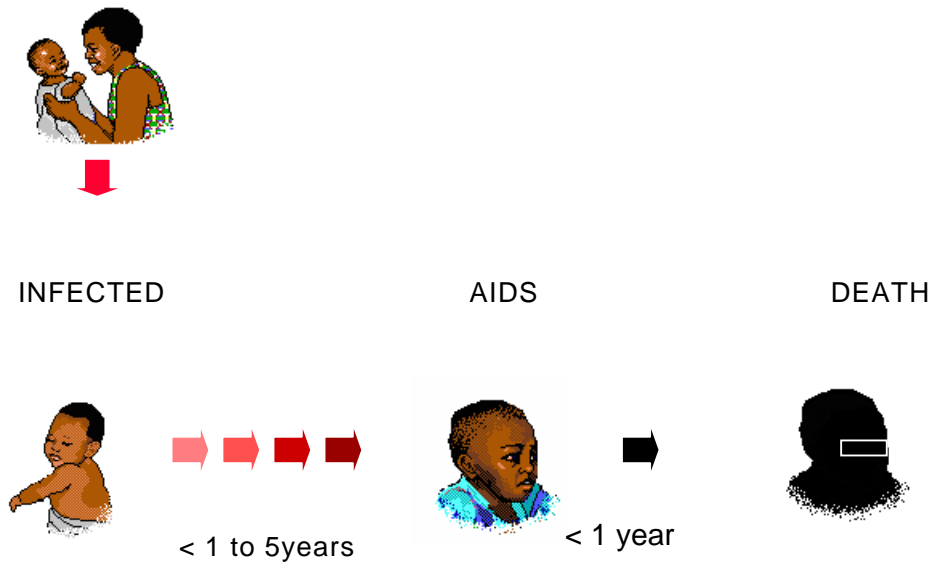 INFECTED
AIDS
DEATH
< 1 to 5years
< 1 year